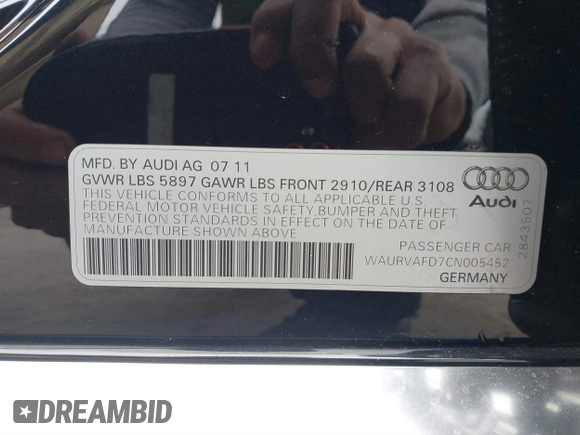 MFD. BY AUDI AG 07 11
GVWR LBS 5897 GAWR LBS FRONT 2910/REAR 3108
THIS VEHICLE CONFORMS TO ALL APPLICABLE U.S.
FEDERAL MOTOR VEHICLE SAFETY,BUMPER AND THEFT
PREVENTION STANDARDS IN EFFECT ON THE DATE OF
MANUFACTURE SHOWN ABOVE
PASSENGER CAR
WAURVAFD7CN005452
GERMANY
Audi
2843507
DREAMBID